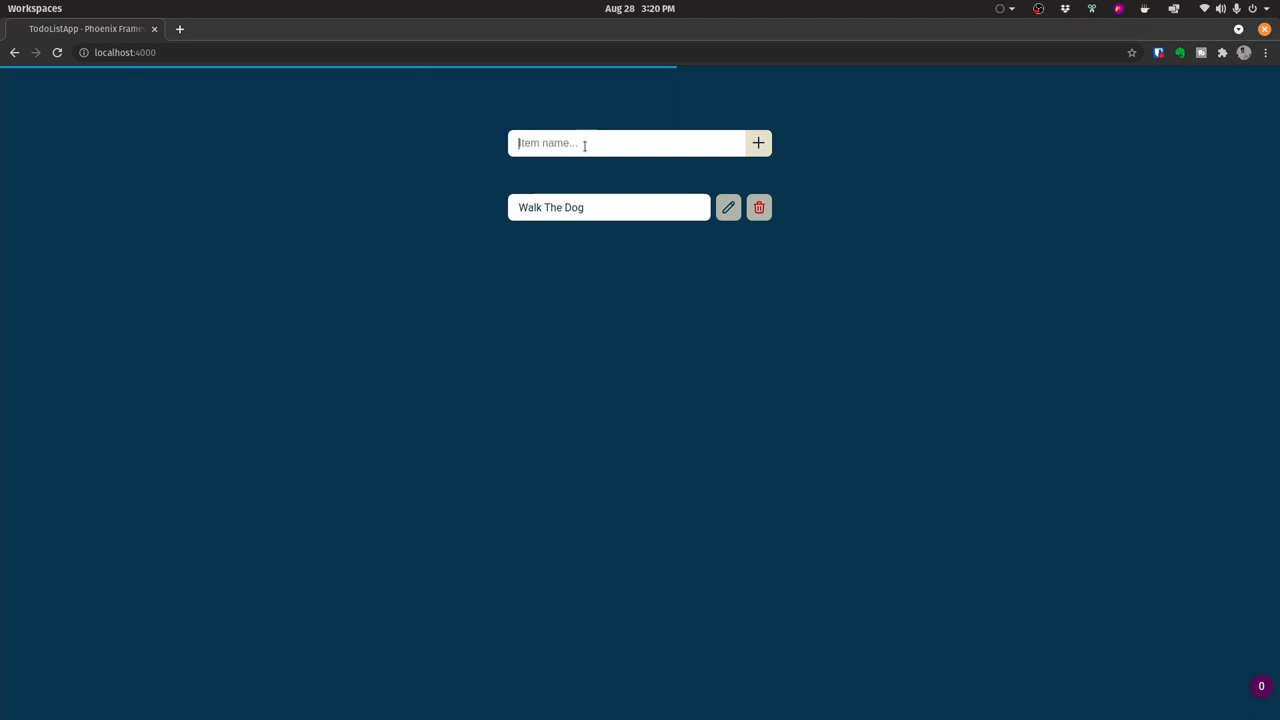 Workspaces
Aug 28 3:20 PM
TodoListApp · Phoenix Frame
localhost:4000
Item name...
Walk The Dog
0